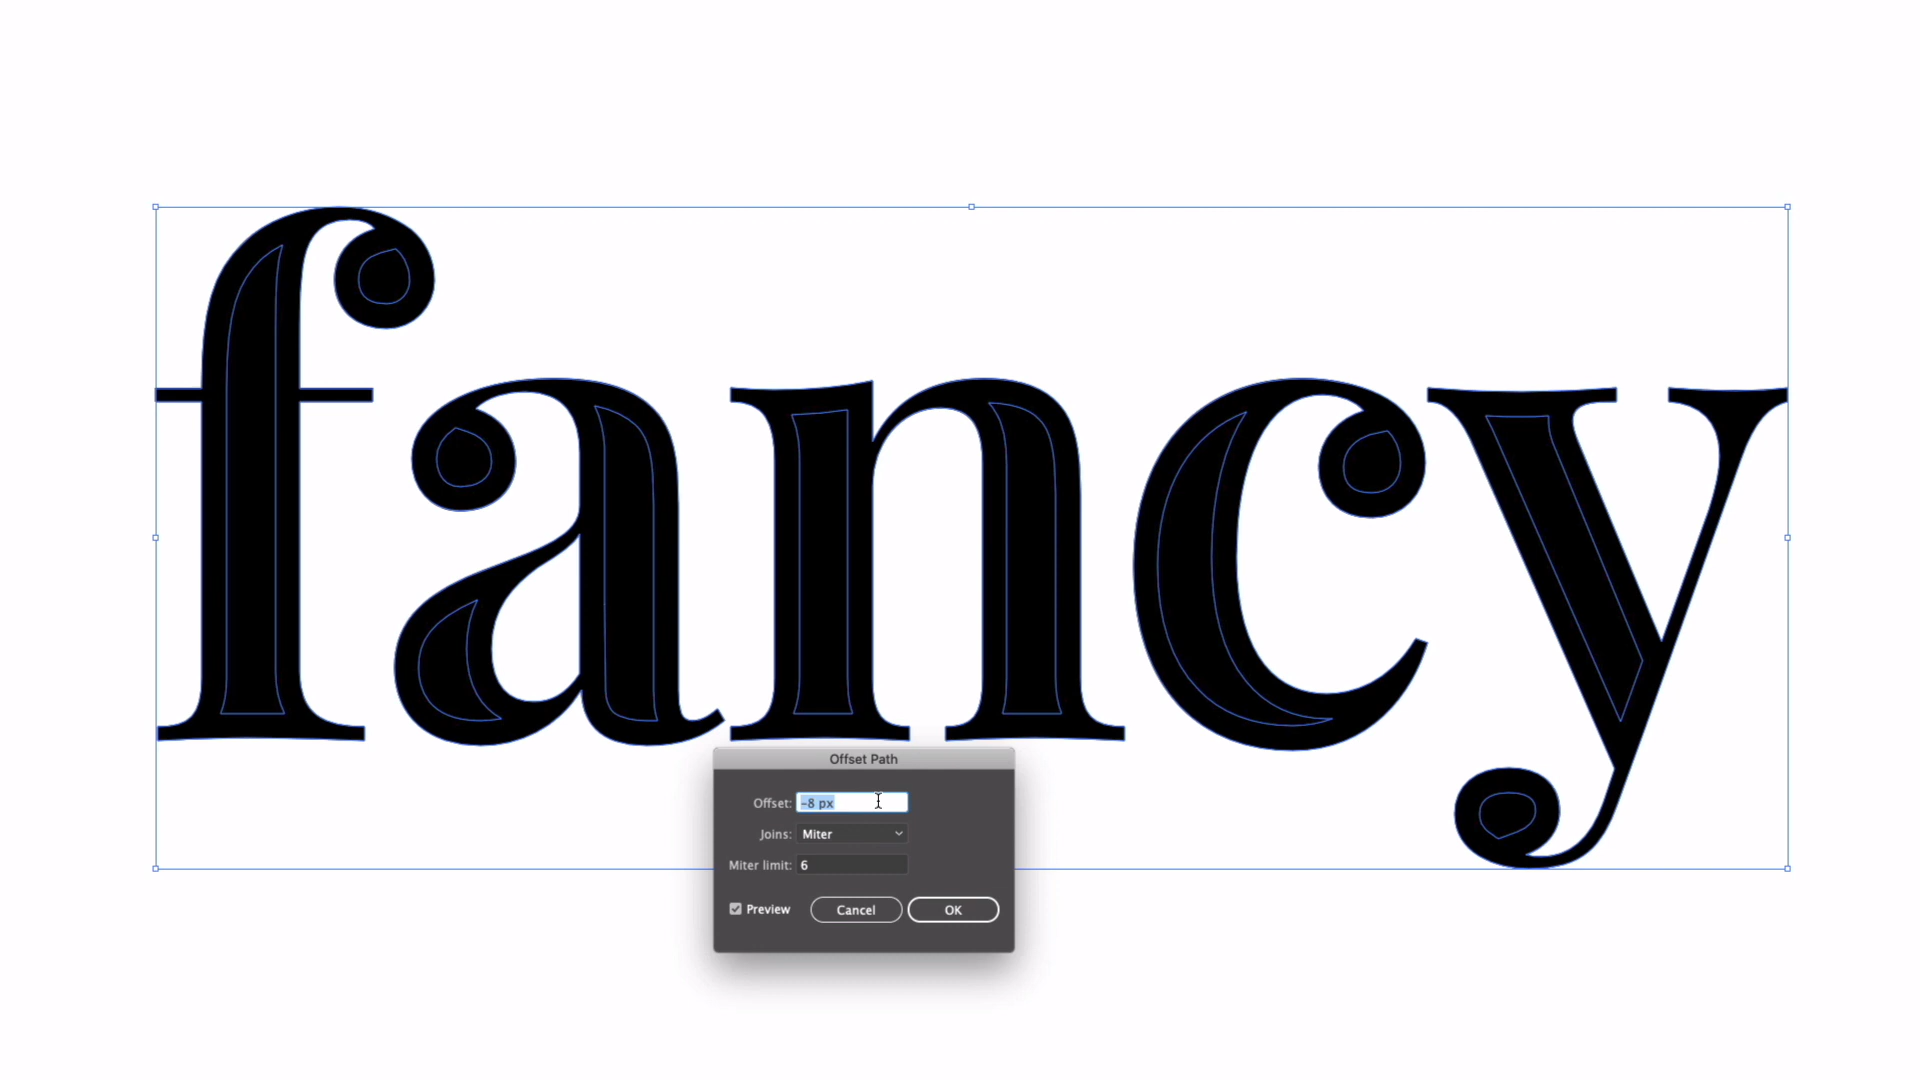 fancy
Offset Path
Offset: -8 px
Joins: Miter
Miter limit: 6
Preview Cancel OK